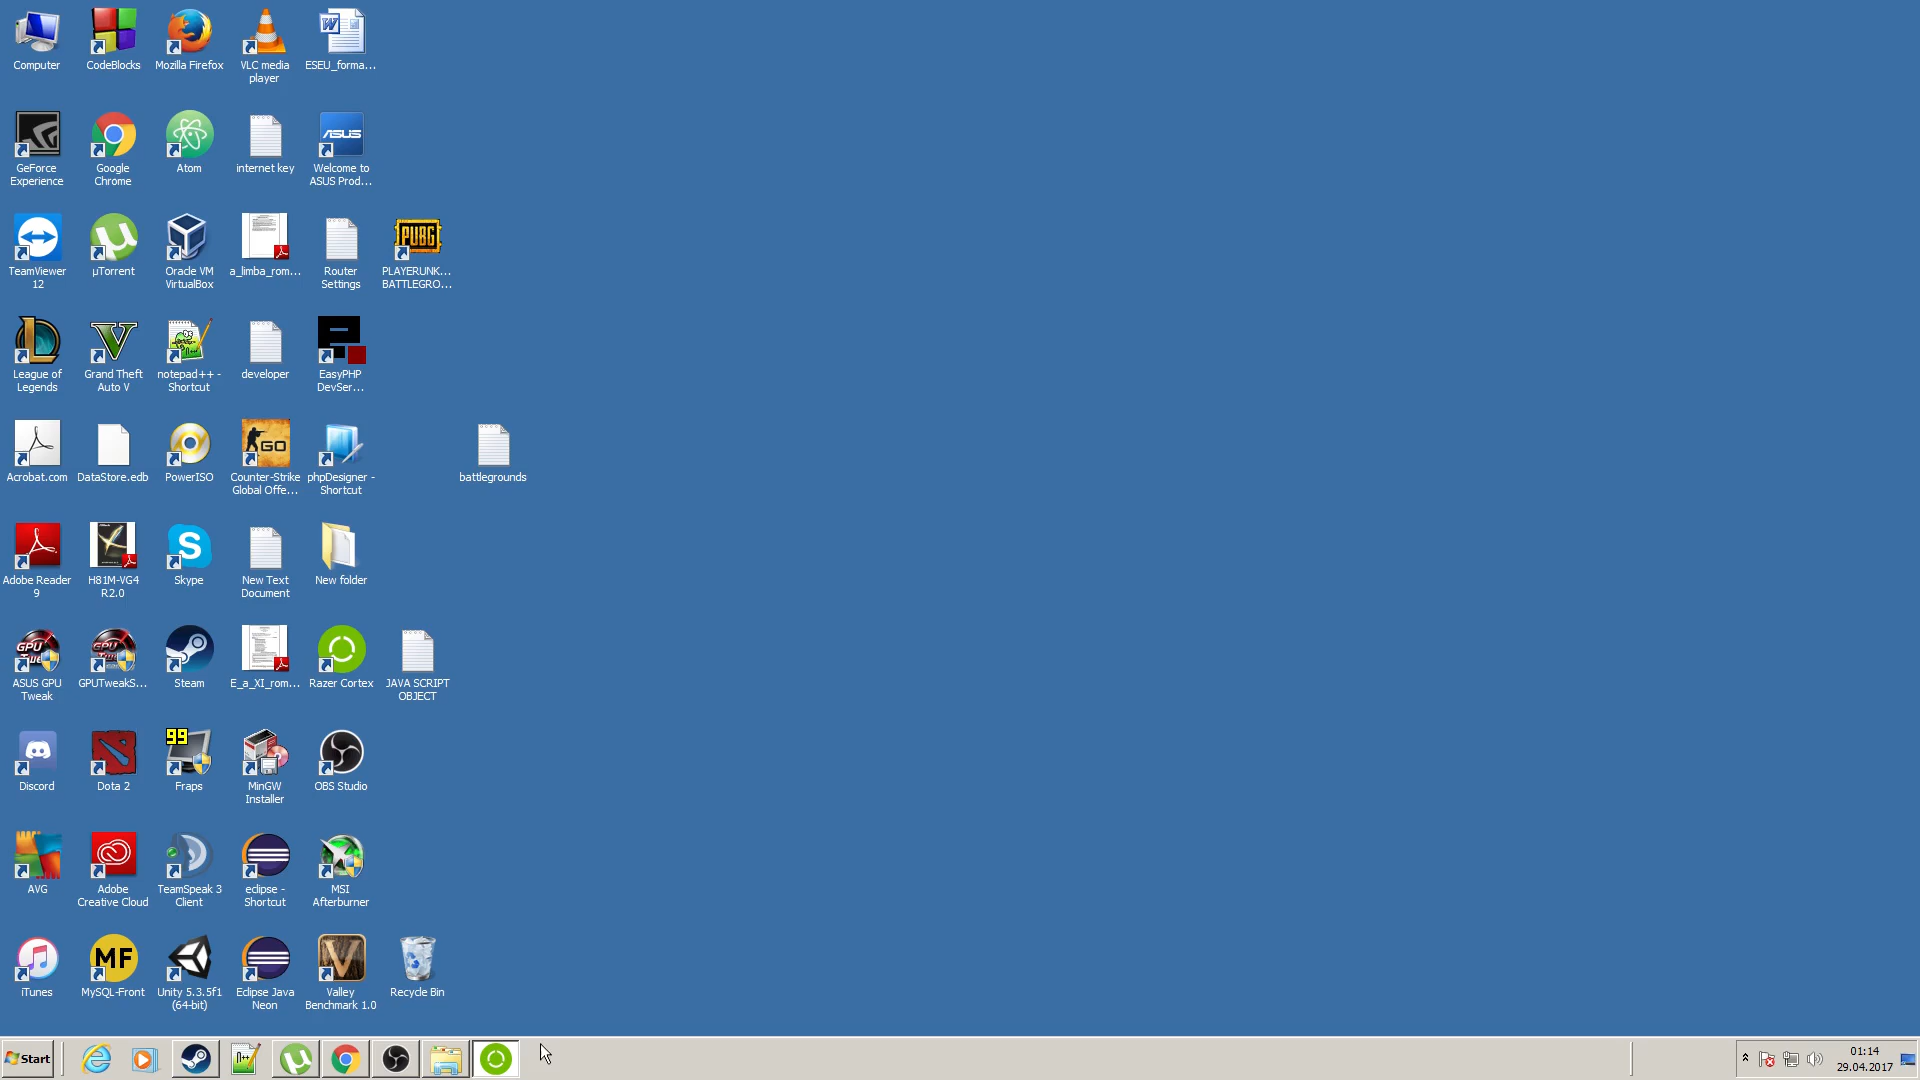 Computer
CodeBlocks
Mozilla Firefox
VLC media
player
ESEU_forma...
GeForce
Experience
Google
Chrome
Atom
internet key
ASUS
Welcome to
ASUS Prod...
TeamViewer
12
µTorrent
Oracle VM
VirtualBox
a_limba_rom...
Router
Settings
PUBG
PLAYERUNK...
BATTLEGRO...
League of
Legends
Grand Theft
Auto V
notepad++ -
Shortcut
developer
EasyPHP
DevSer...
Acrobat.com
DataStore.edb
PowerISO
GO
Counter-Strike
Global Offe...
phpDesigner -
Shortcut
battlegrounds
Adobe Reader
9
H81M-VG4
R2.0
Skype
New Text
Document
New folder
ASUS GPU
Tweak
GPUTweakS...
Steam
E_a_XI_rom...
Razer Cortex
JAVA SCRIPT
OBJECT
Discord
Dota 2
99
Fraps
MinGW
Installer
OBS Studio
AVG
Adobe
Creative Cloud
TeamSpeak 3
Client
eclipse -
Shortcut
MSI
Afterburner
iTunes
MF
MySQL-Front
Unity 5.3.5f1
(64-bit)
Eclipse Java
Neon
Valley
Benchmark 1.0
Recycle Bin
Start
01:14
29.04.2017